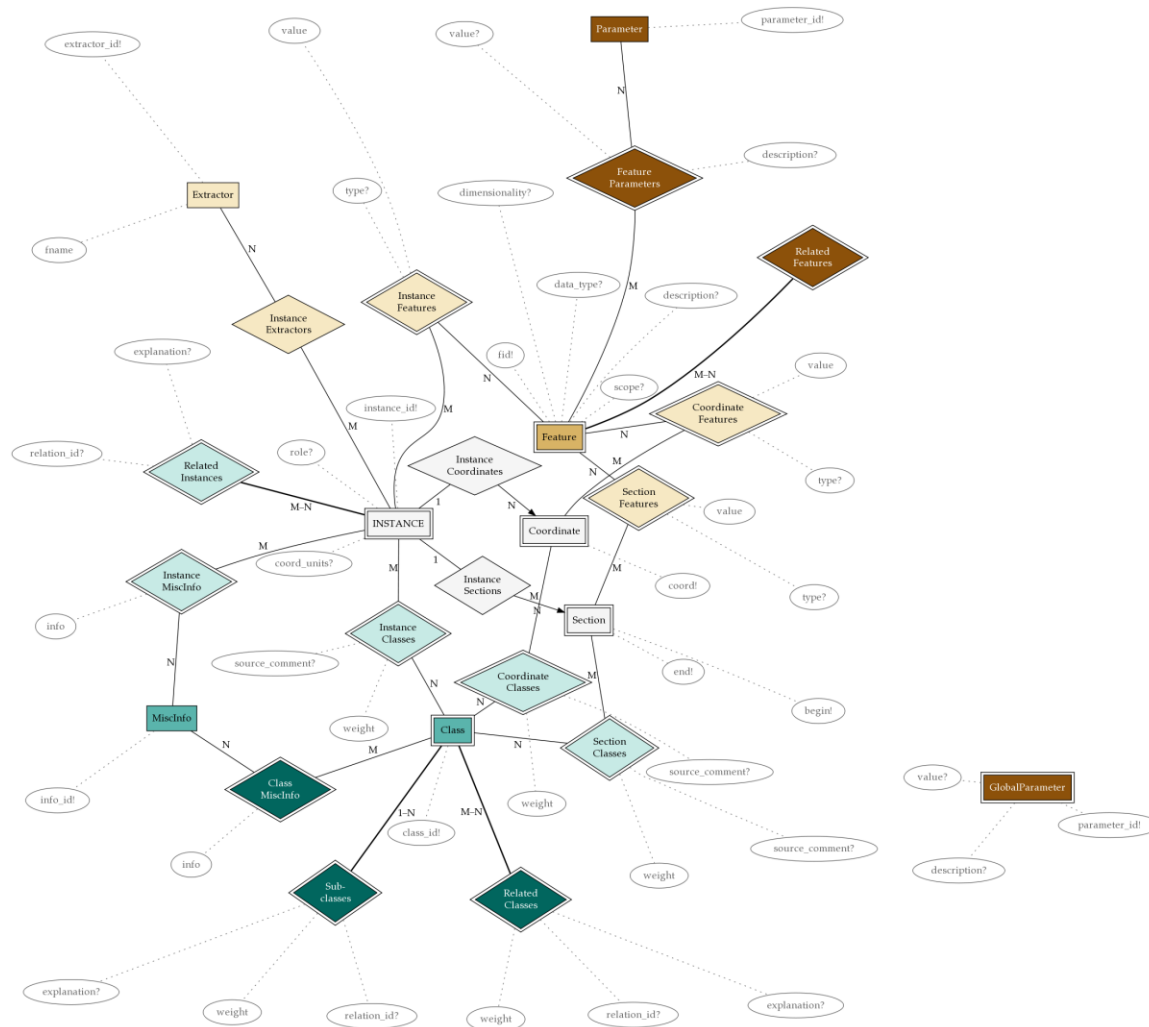 parameter_id!
value
Parameter
value?
extractor_id!
N
Feature
Parameters
description?
type?
dimensionality?
Extractor
Related
Features
fname
N
data_type?
M
description?
Instance
Features
Instance
Extractors
explanation?
fid!
value
M–N
N
scope?
instance_id!
M
Coordinate
Features
M
Feature
N
relation_id?
role?
Instance
Coordinates
M
Related
Instances
N
type?
Section
Features
1
M–N
N
value
INSTANCE
Coordinate
M
coord_units?
1
M
Instance
MiscInfo
Instance
Sections
coord!
M
type?
M
N
info
Section
Instance
Classes
source_comment?
N
end!
Coordinate
Classes
M
N
N
begin!
MiscInfo
weight
Class
N
N
M
Section
Classes
source_comment?
value?
Class
MiscInfo
GlobalParameter
info_id!
weight
M–N
1–N
class_id!
parameter_id!
source_comment?
info
description?
weight
Sub-
classes
Related
Classes
explanation?
weight
relation_id?
weight
relation_id?
explanation?